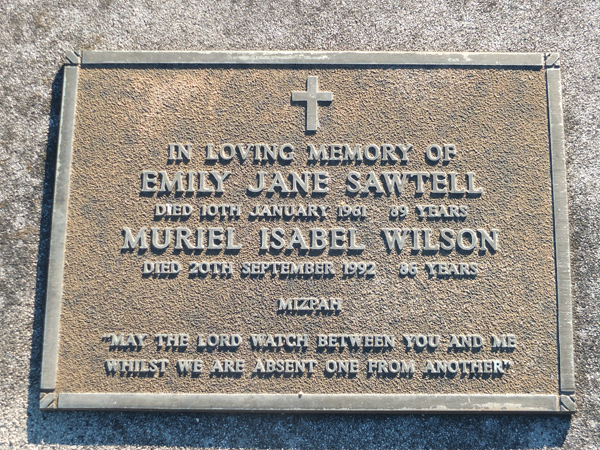 IN LOVING MEMORY OF
EMILY JANE SAWTELL
DIED 10TH JANUARY 1961 89 YEARS
MURIEL ISABEL WILSON
DIED 20TH SEPTEMBER 1992 86 YEARS
MIZPAH
"MAY THE LORD WATCH BETWEEN YOU AND ME
WHILST WE ARE ABSENT ONE FROM ANOTHER"